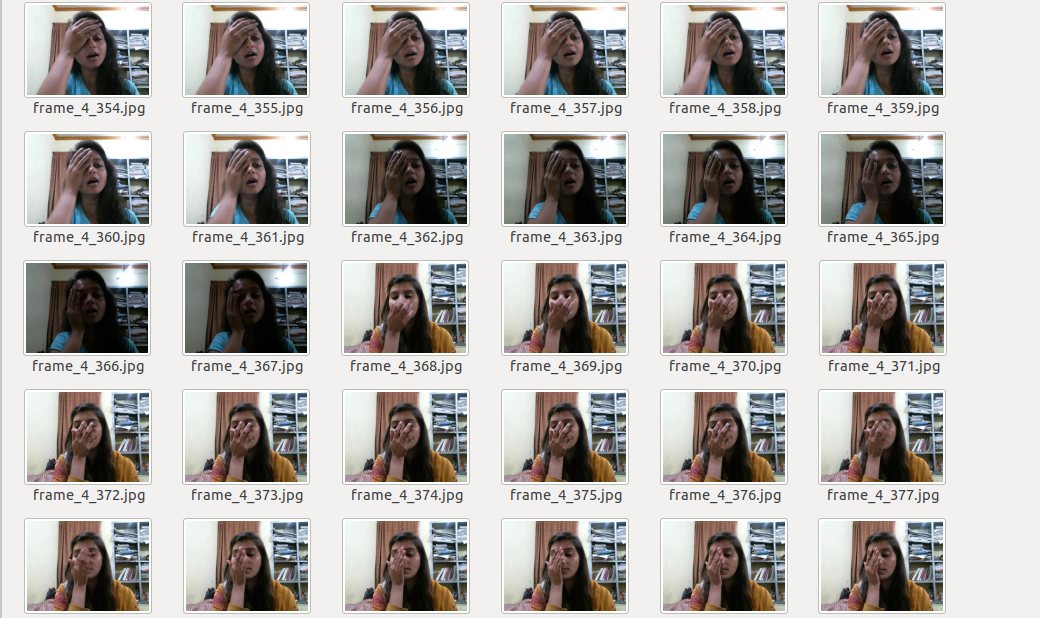 frame_4_354.jpg frame_4_355.jpg frame_4_356.jpg frame_4_357.jpg frame_4_358.jpg frame_4_359.jpg
frame_4_360.jpg frame_4_361.jpg frame_4_362.jpg frame_4_363.jpg frame_4_364.jpg frame_4_365.jpg
frame_4_366.jpg frame_4_367.jpg frame_4_368.jpg frame_4_369.jpg frame_4_370.jpg frame_4_371.jpg
frame_4_372.jpg frame_4_373.jpg frame_4_374.jpg frame_4_375.jpg frame_4_376.jpg frame_4_377.jpg